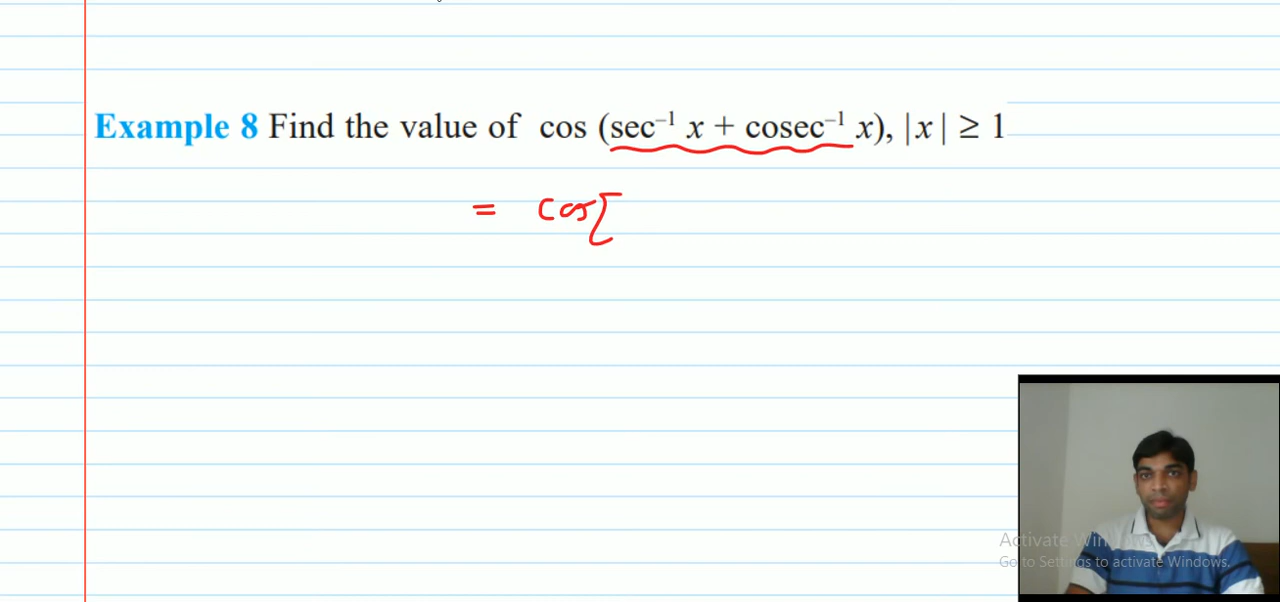 Example 8 Find the value of cos (sec⁻¹ x + cosec⁻¹ x), |x| ≥ 1
= cos[
Activate Windows
Go to Settings to activate Windows.